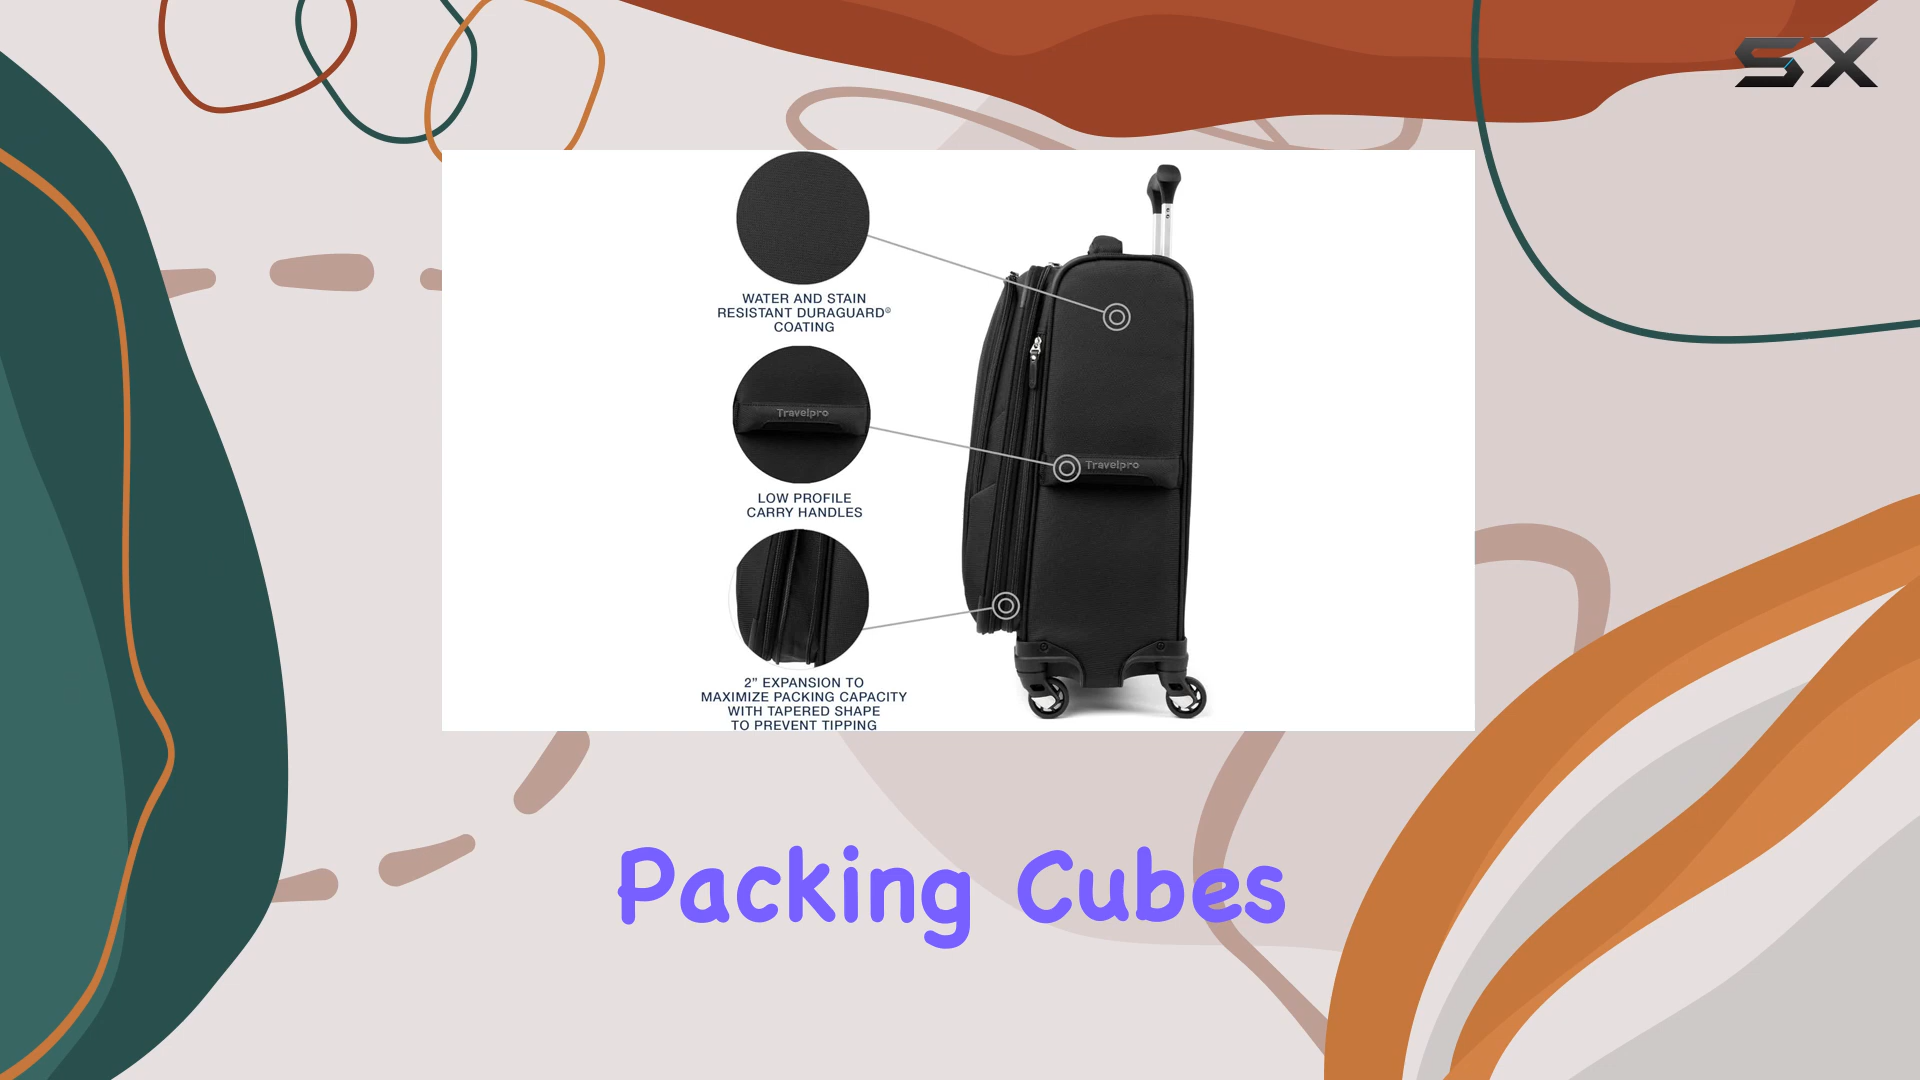 SX
WATER AND STAIN
RESISTANT DURAGUARD®
COATING
Travelpro
Travelpro
LOW PROFILE
CARRY HANDLES
2” EXPANSION TO
MAXIMIZE PACKING CAPACITY
WITH TAPERED SHAPE
TO PREVENT TIPPING
Packing Cubes